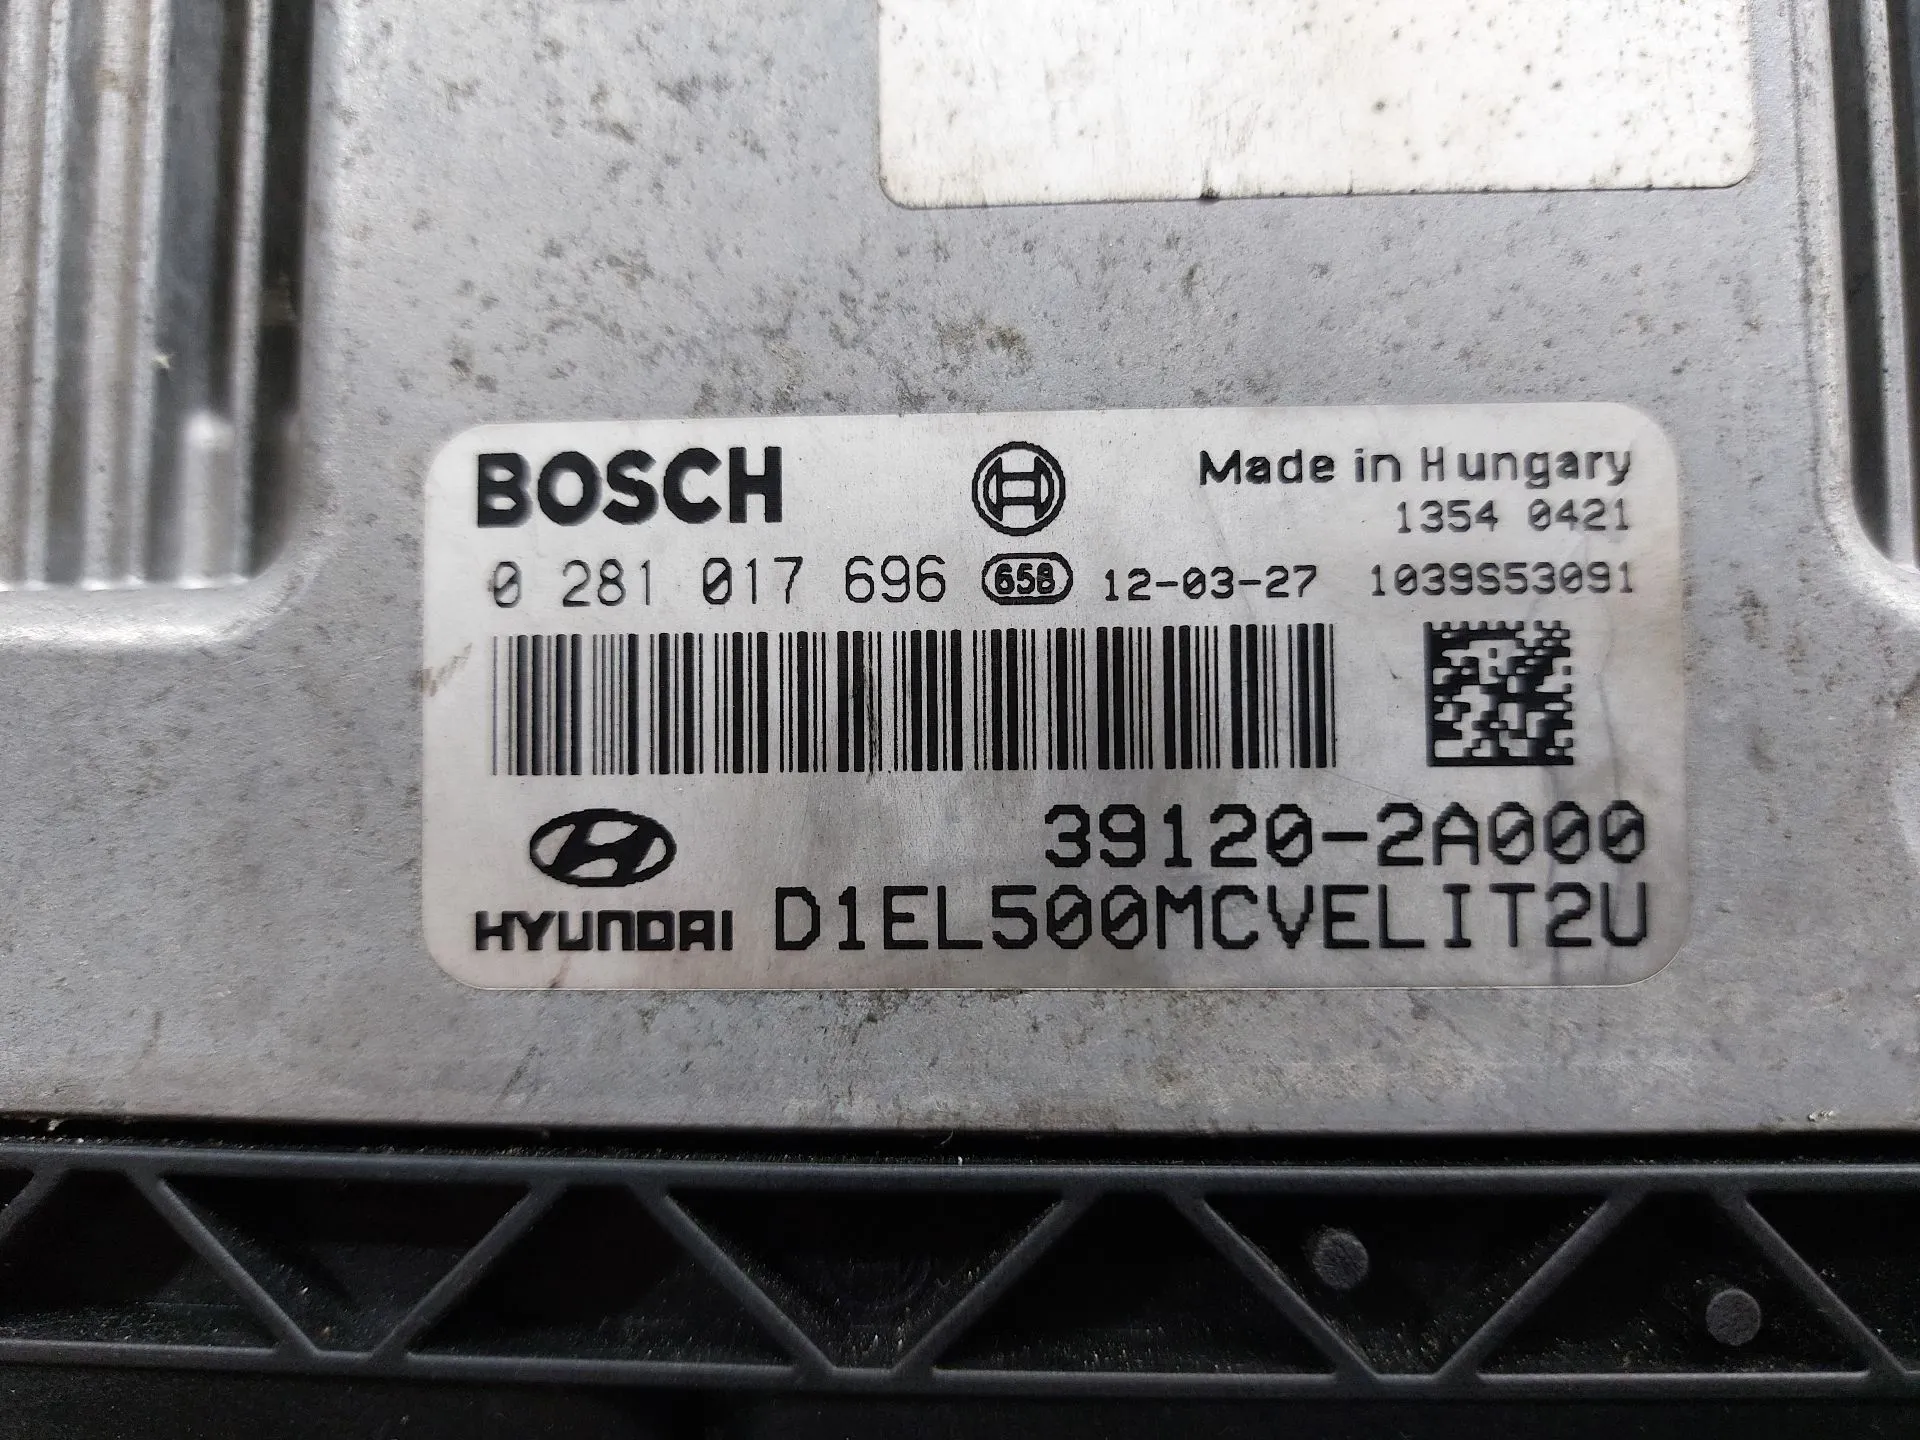 BOSCH
Made in Hungary
1354 0421
0 281 017 696 658 12-03-27 1039S53091
39120-2A000
HYUNDAI D1EL500MCVELIT2U